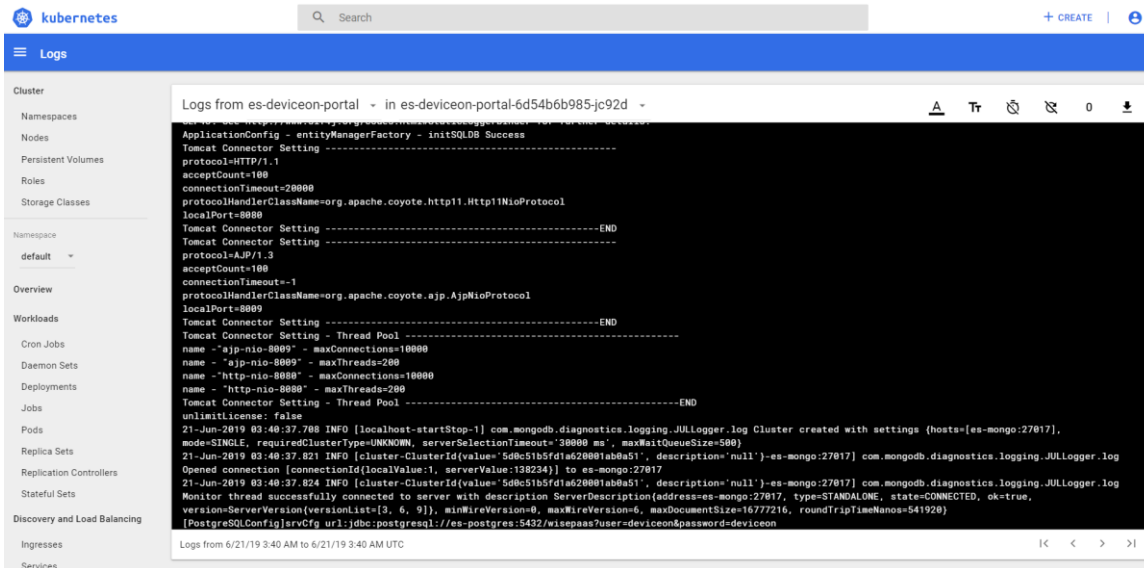 kubernetes
Search
+ CREATE
Logs
Cluster
Namespaces
Nodes
Persistent Volumes
Roles
Storage Classes
Namespace
default
Overview
Workloads
Cron Jobs
Daemon Sets
Deployments
Jobs
Pods
Replica Sets
Replication Controllers
Stateful Sets
Discovery and Load Balancing
Ingresses
Services
Logs from es-deviceon-portal in es-deviceon-portal-6d54b6b985-jc92d
A TT 0
for further details.
ApplicationConfig - entityManagerFactory - initSQLDB Success
Tomcat Connector Setting ---------------------------------------------------
protocol=HTTP/1.1
acceptCount=100
connectionTimeout=20000
protocolHandlerClassName=org.apache.coyote.http11.Http11NioProtocol
localPort=8080
Tomcat Connector Setting ------------------------------------------------END
Tomcat Connector Setting ---------------------------------------------------
protocol=AJP/1.3
acceptCount=100
connectionTimeout=-1
protocolHandlerClassName=org.apache.coyote.ajp.AjpNioProtocol
localPort=8009
Tomcat Connector Setting ------------------------------------------------END
Tomcat Connector Setting - Thread Pool ------------------------------------------------
name -"ajp-nio-8009" - maxConnections=10000
name - "ajp-nio-8009" - maxThreads=200
name -"http-nio-8080" - maxConnections=10000
name - "http-nio-8080" - maxThreads=200
Tomcat Connector Setting - Thread Pool ------------------------------------------------END
unlimitLicense: false
21-Jun-2019 03:40:37.708 INFO [localhost-startStop-1] com.mongodb.diagnostics.logging.JULLogger.log Cluster created with settings {hosts=[es-mongo:27017],
mode=SINGLE, requiredClusterType=UNKNOWN, serverSelectionTimeout='30000 ms', maxWaitQueueSize=500}
21-Jun-2019 03:40:37.821 INFO [cluster-ClusterId{value='5d0c51b5fd1a620001ab0a51', description='null'}-es-mongo:27017] com.mongodb.diagnostics.logging.JULLogger.log
Opened connection [connectionId{localValue:1, serverValue:138234}] to es-mongo:27017
21-Jun-2019 03:40:37.824 INFO [cluster-ClusterId{value='5d0c51b5fd1a620001ab0a51', description='null'}-es-mongo:27017] com.mongodb.diagnostics.logging.JULLogger.log
Monitor thread successfully connected to server with description ServerDescription{address=es-mongo:27017, type=STANDALONE, state=CONNECTED, ok=true,
version=ServerVersion{versionList=[3, 6, 9]}, minWireVersion=0, maxWireVersion=6, maxDocumentSize=16777216, roundTripTimeNanos=541920}
[PostgreSQLConfig]srvCfg url:jdbc:postgresql://es-postgres:5432/wisepaas?user=deviceon&password=deviceon
Logs from 6/21/19 3:40 AM to 6/21/19 3:40 AM UTC